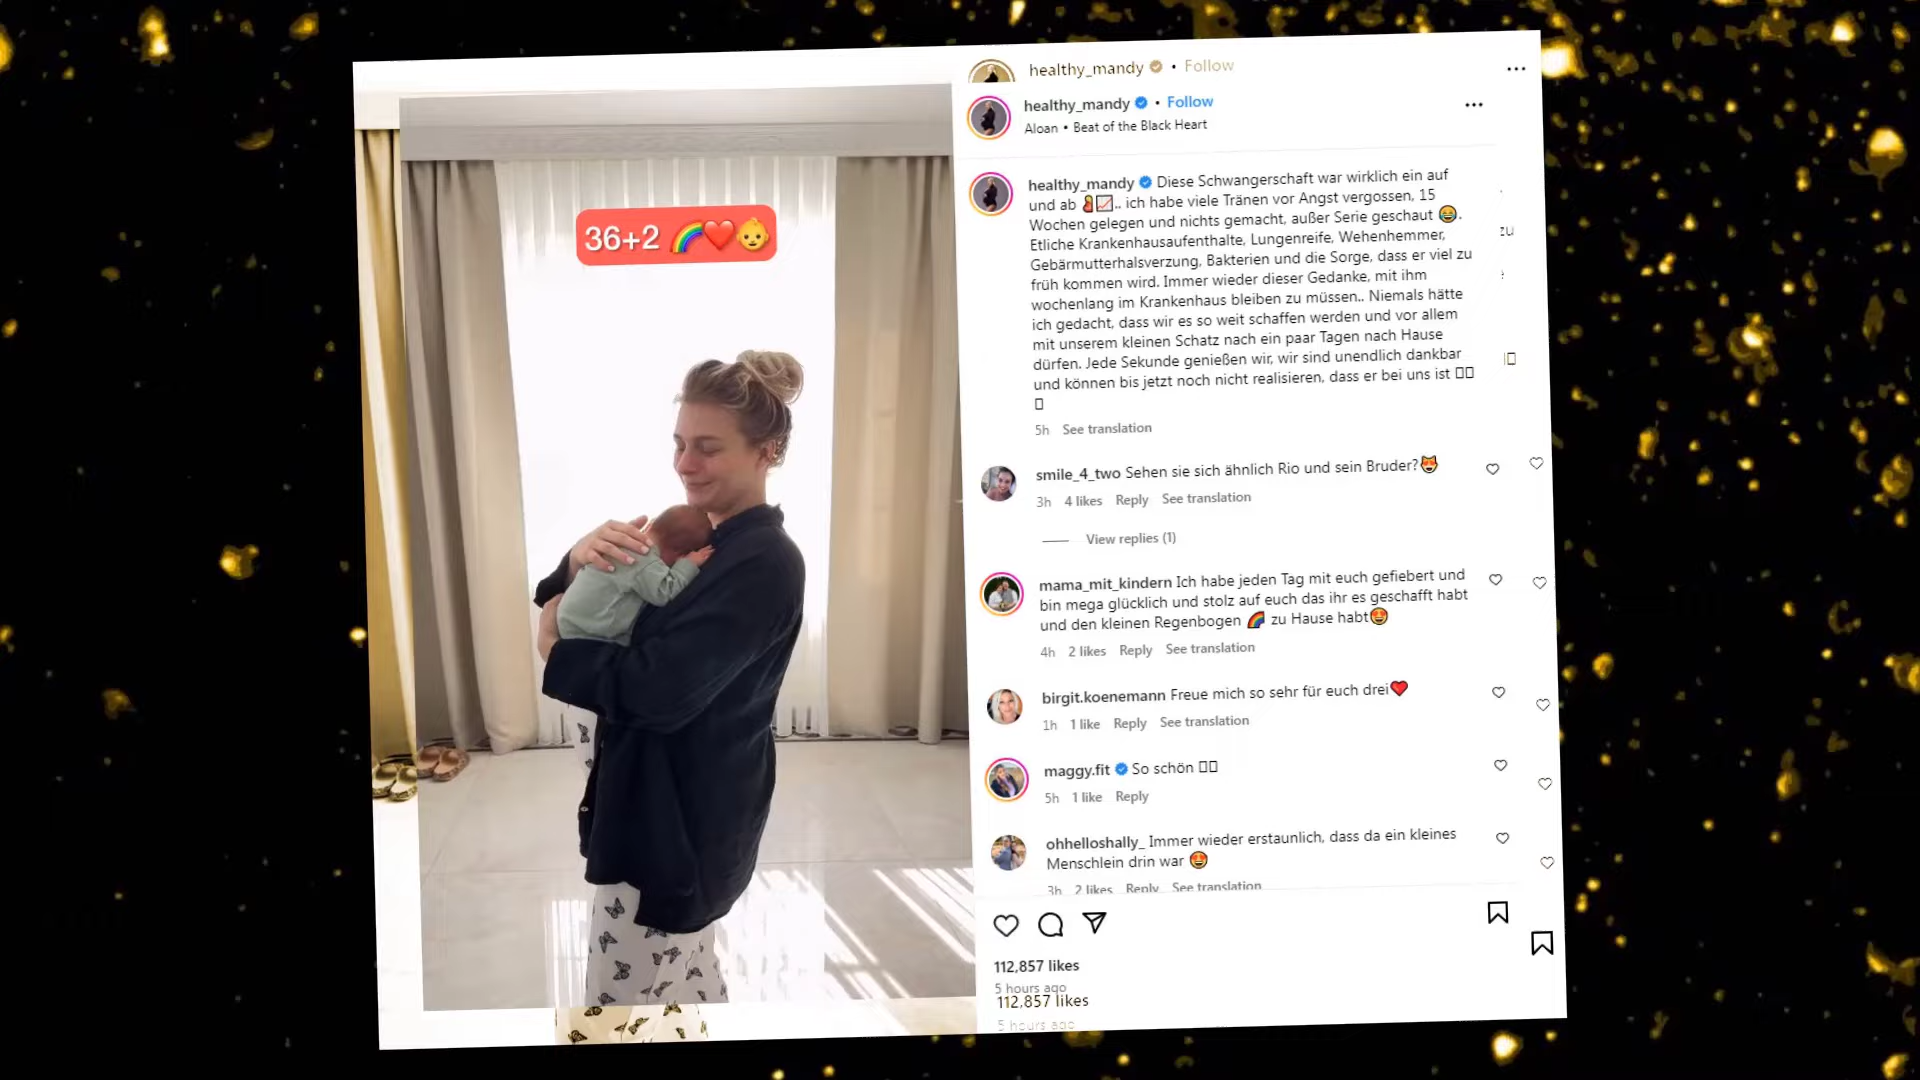 36+2 🌈❤️👶
healthy_mandy • Follow
healthy_mandy • Follow
Aloan • Beat of the Black Heart
healthy_mandy Diese Schwangerschaft war wirklich ein auf
und ab 🤰📈.. ich habe viele Tränen vor Angst vergossen, 15
Wochen gelegen und nichts gemacht, außer Serie geschaut 😂.
Etliche Krankenhausaufenthalte, Lungenreife, Wehenhemmer,
Gebärmutterhalsverzung, Bakterien und die Sorge, dass er viel zu
früh kommen wird. Immer wieder dieser Gedanke, mit ihm
wochenlang im Krankenhaus bleiben zu müssen.. Niemals hätte
ich gedacht, dass wir es so weit schaffen werden und vor allem
mit unserem kleinen Schatz nach ein paar Tagen nach Hause
dürfen. Jede Sekunde genießen wir, wir sind unendlich dankbar
und können bis jetzt noch nicht realisieren, dass er bei uns ist
zu
5h See translation
smile_4_two Sehen sie sich ähnlich Rio und sein Bruder?😻
3h 4 likes Reply See translation
View replies (1)
mama_mit_kindern Ich habe jeden Tag mit euch gefiebert und
bin mega glücklich und stolz auf euch das ihr es geschafft habt
und den kleinen Regenbogen 🌈 zu Hause habt🤩
4h 2 likes Reply See translation
birgit.koenemann Freue mich so sehr für euch drei❤️
1h 1 like Reply See translation
maggy.fit So schön
5h 1 like Reply
ohhelloshally_ Immer wieder erstaunlich, dass da ein kleines
Menschlein drin war 🤩
3h 2 likes Reply See translation
112,857 likes
5 hours ago
112,857 likes
5 hours ago